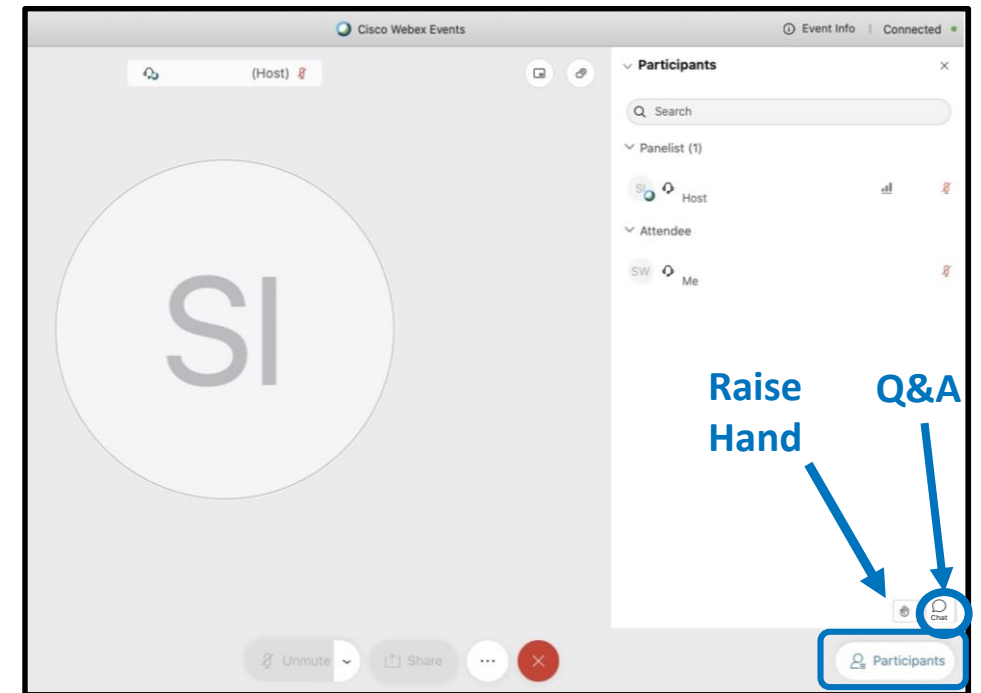 Cisco Webex Events
Event Info | Connected
(Host)
Participants
Search
Panelist (1)
SI
Host
Attendee
SW
Me
SI
Raise
Hand
Q&A
Chat
Unmute
Share
Participants